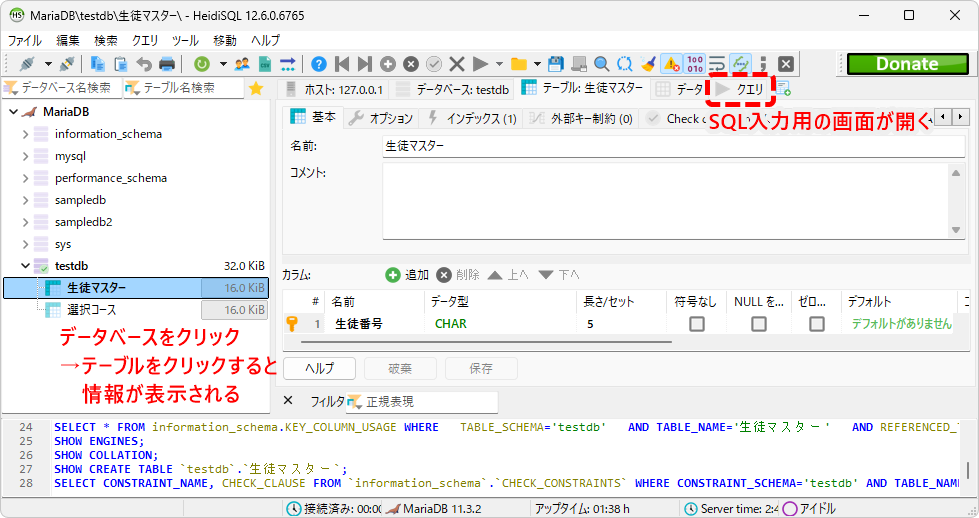 MariaDB\testdb\生徒マスター\ - HeidiSQL 12.6.0.6765
ファイル 編集 検索 クエリ ツール 移動 ヘルプ
Donate
データベース名検索 テーブル名検索
ホスト: 127.0.0.1 データベース: testdb テーブル: 生徒マスター データ クエリ
SQL入力用の画面が開く
MariaDB
information_schema
mysql
performance_schema
sampledb
sampledb2
sys
testdb 32.0 KiB
生徒マスター 16.0 KiB
選択コース 16.0 KiB
データベースをクリック
→テーブルをクリックすると
情報が表示される
基本 オプション インデックス (1) 外部キー制約 (0) Check
名前: 生徒マスター
コメント:
カラム: 追加 削除 上へ 下へ
# 名前 データ型 長さ/セット 符号なし NULL を... ゼロ... デフォルト
1 生徒番号 CHAR 5 デフォルトがありません
ヘルプ 破棄 保存
フィルタ 正規表現
24 SELECT * FROM information_schema.KEY_COLUMN_USAGE WHERE TABLE_SCHEMA='testdb' AND TABLE_NAME='生徒マスター' AND REFERENCED_
25 SHOW ENGINES;
26 SHOW COLLATION;
27 SHOW CREATE TABLE `testdb`.`生徒マスター`;
28 SELECT CONSTRAINT_NAME, CHECK_CLAUSE FROM `information_schema`.`CHECK_CONSTRAINTS` WHERE CONSTRAINT_SCHEMA='testdb' AND TABLE_NAM
接続済み: 00:0 MariaDB 11.3.2 アップタイム: 01:38 h Server time: 2:4 アイドル